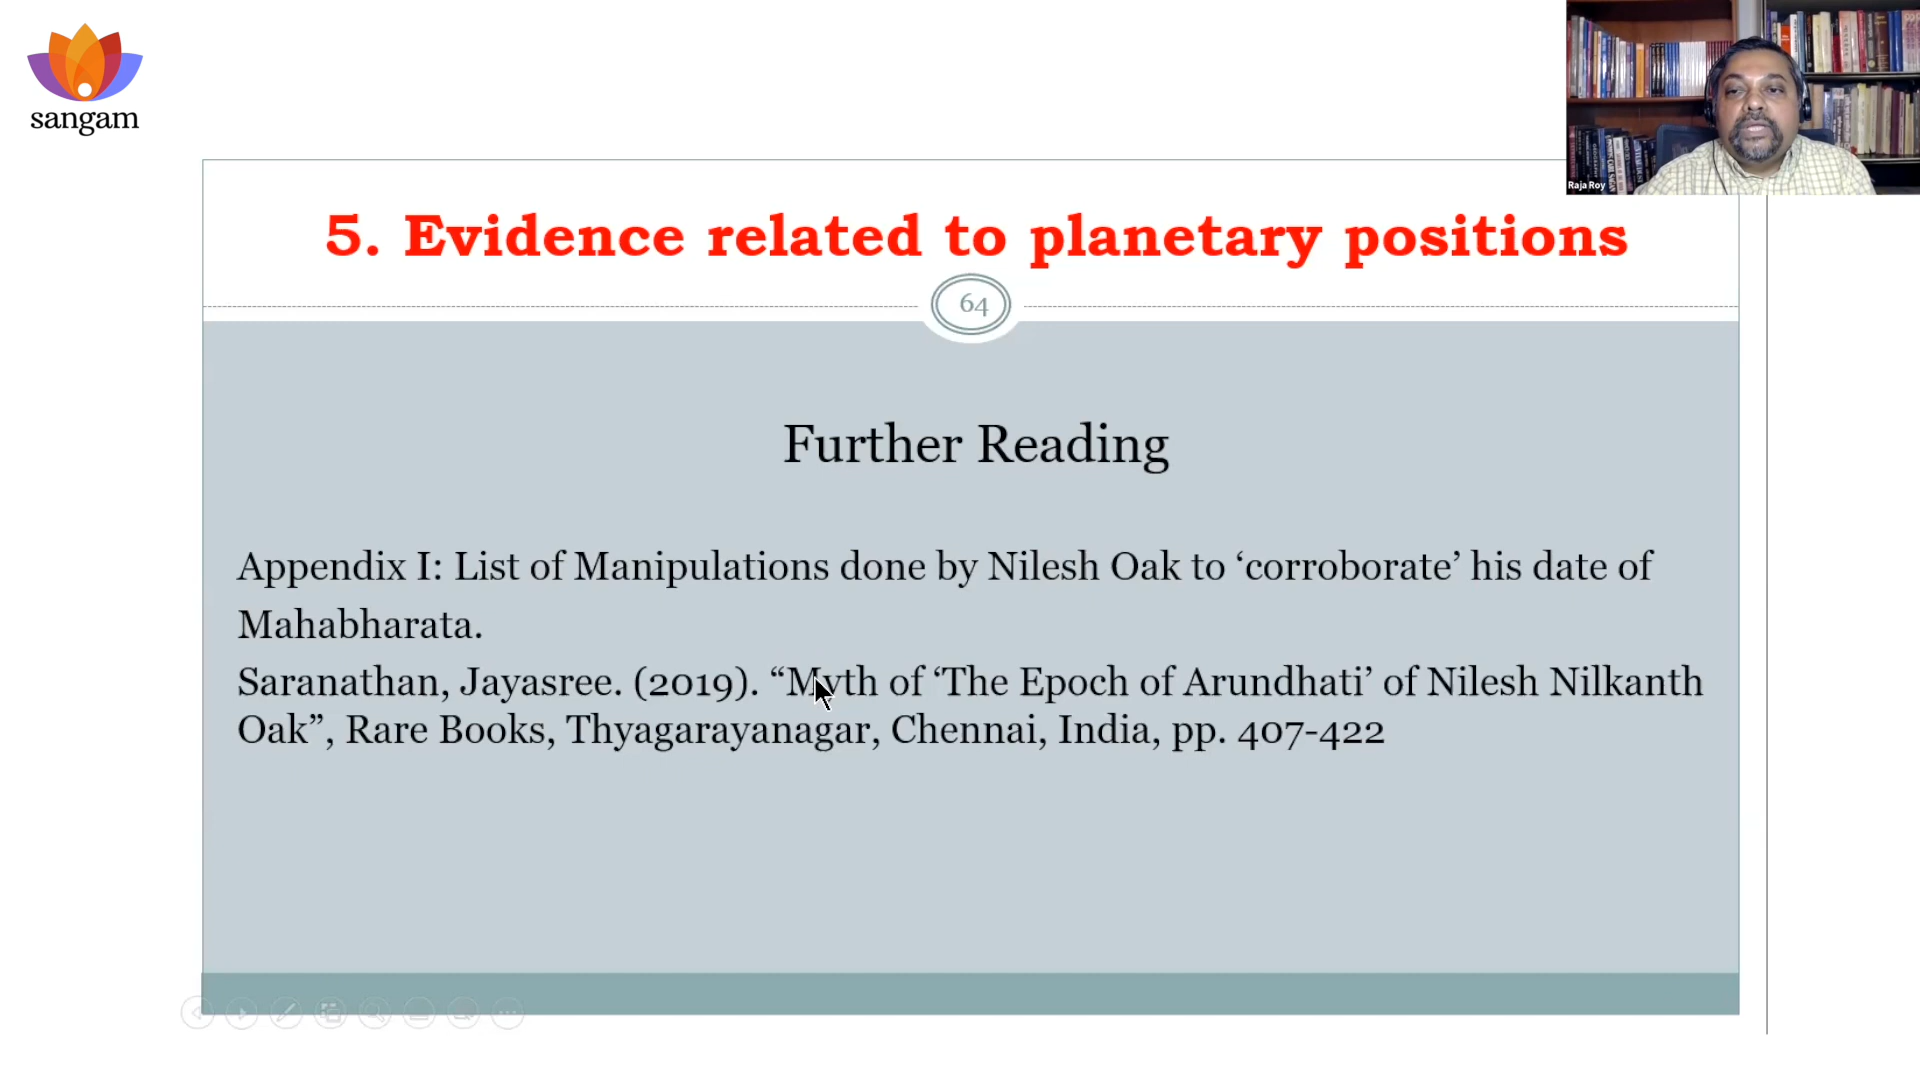 sangam
Raja Roy
5. Evidence related to planetary positions
64
Further Reading
Appendix I: List of Manipulations done by Nilesh Oak to ‘corroborate’ his date of
Mahabharata.
Saranathan, Jayasree. (2019). “Myth of ‘The Epoch of Arundhati’ of Nilesh Nilkanth
Oak”, Rare Books, Thyagarayanagar, Chennai, India, pp. 407-422